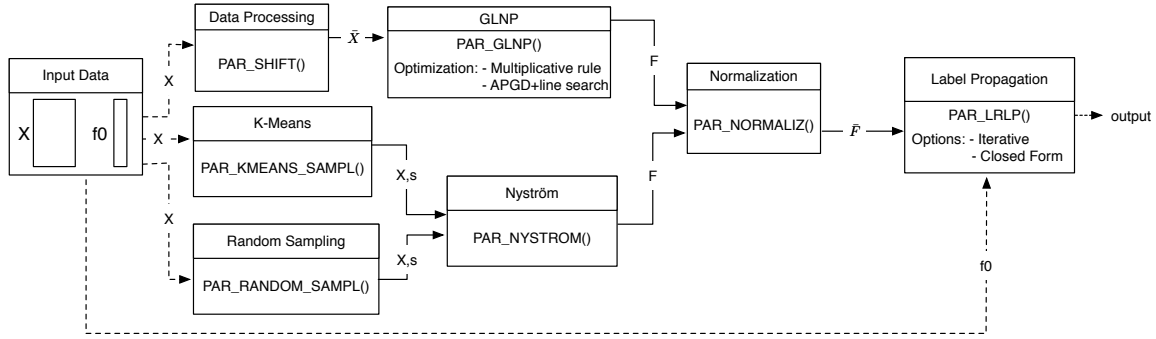 Input Data
X
f0
X
X
X
Data Processing
PAR_SHIFT()
X̄
K-Means
PAR_KMEANS_SAMPL()
X,s
Random Sampling
PAR_RANDOM_SAMPL()
X,s
GLNP
PAR_GLNP()
Optimization: - Multiplicative rule
- APGD+line search
F
Nyström
PAR_NYSTROM()
F
Normalization
PAR_NORMALIZ()
F̄
Label Propagation
PAR_LRLP()
Options: - Iterative
- Closed Form
output
f0